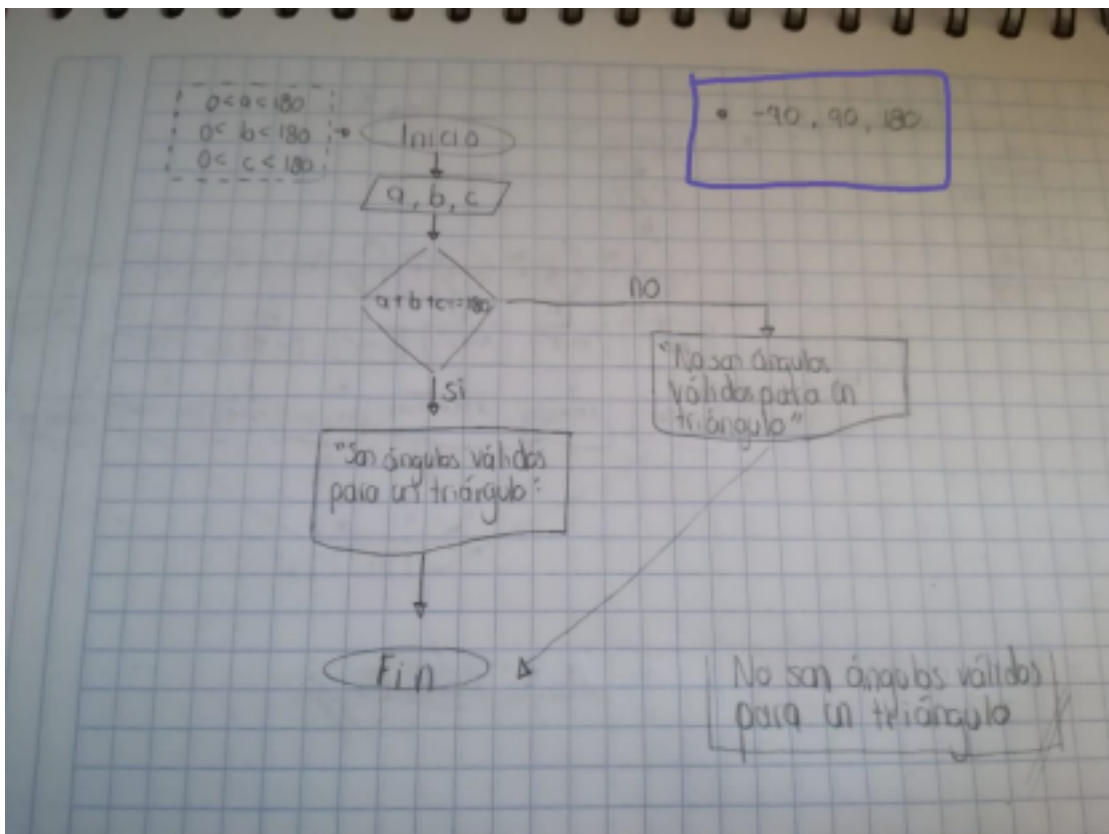 0 < a < 180
0 < b < 180
0 < c < 180
Inicio
• -90, 90, 180
a, b, c
a + b + c == 180
no
si
"No son ángulos
válidos para un
triángulo"
"Son ángulos válidos
para un triángulo"
Fin
No son ángulos válidos
para un triángulo